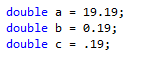 double a = 19.19;
double b = 0.19;
double c = .19;